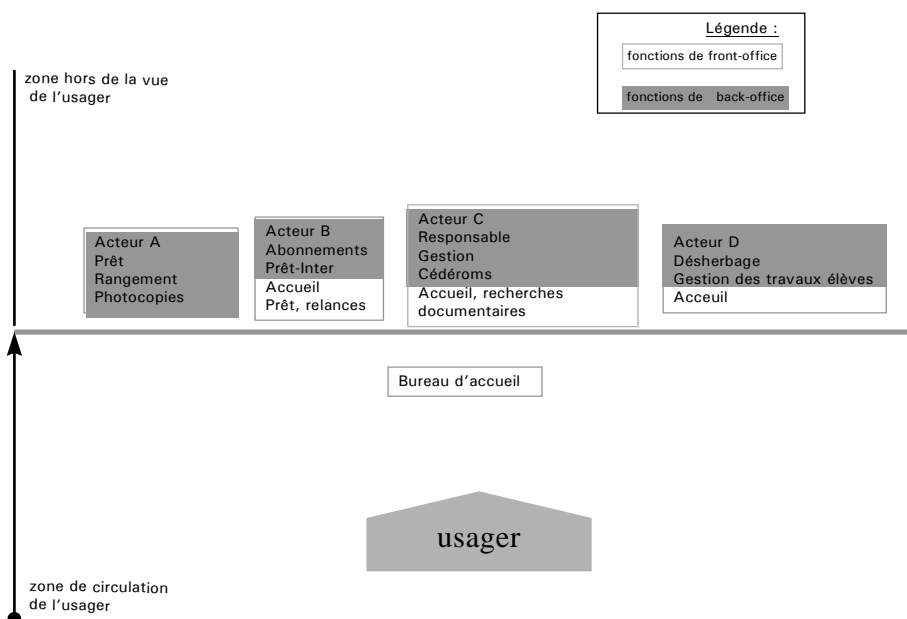 Légende :
fonctions de front-office
fonctions de back-office
zone hors de la vue
de l'usager
Acteur A
Prêt
Rangement
Photocopies
Acteur B
Abonnements
Prêt-Inter
Accueil
Prêt, relances
Acteur C
Responsable
Gestion
Cédéroms
Accueil, recherches
documentaires
Acteur D
Désherbage
Gestion des travaux élèves
Acceuil
Bureau d'accueil
usager
zone de circulation
de l'usager